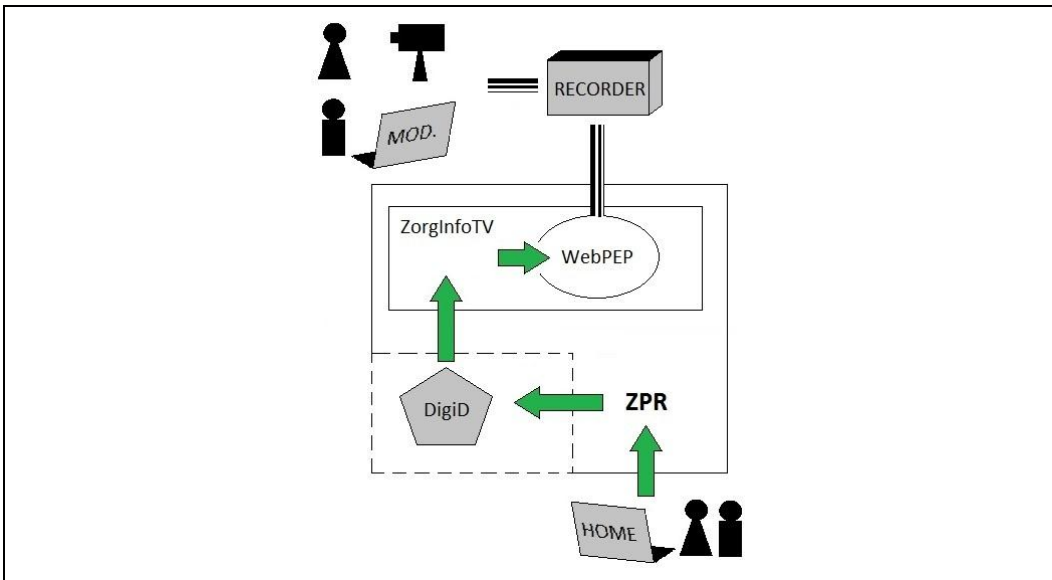 RECORDER
MOD.
ZorgInfoTV
WebPEP
DigiD
ZPR
HOME